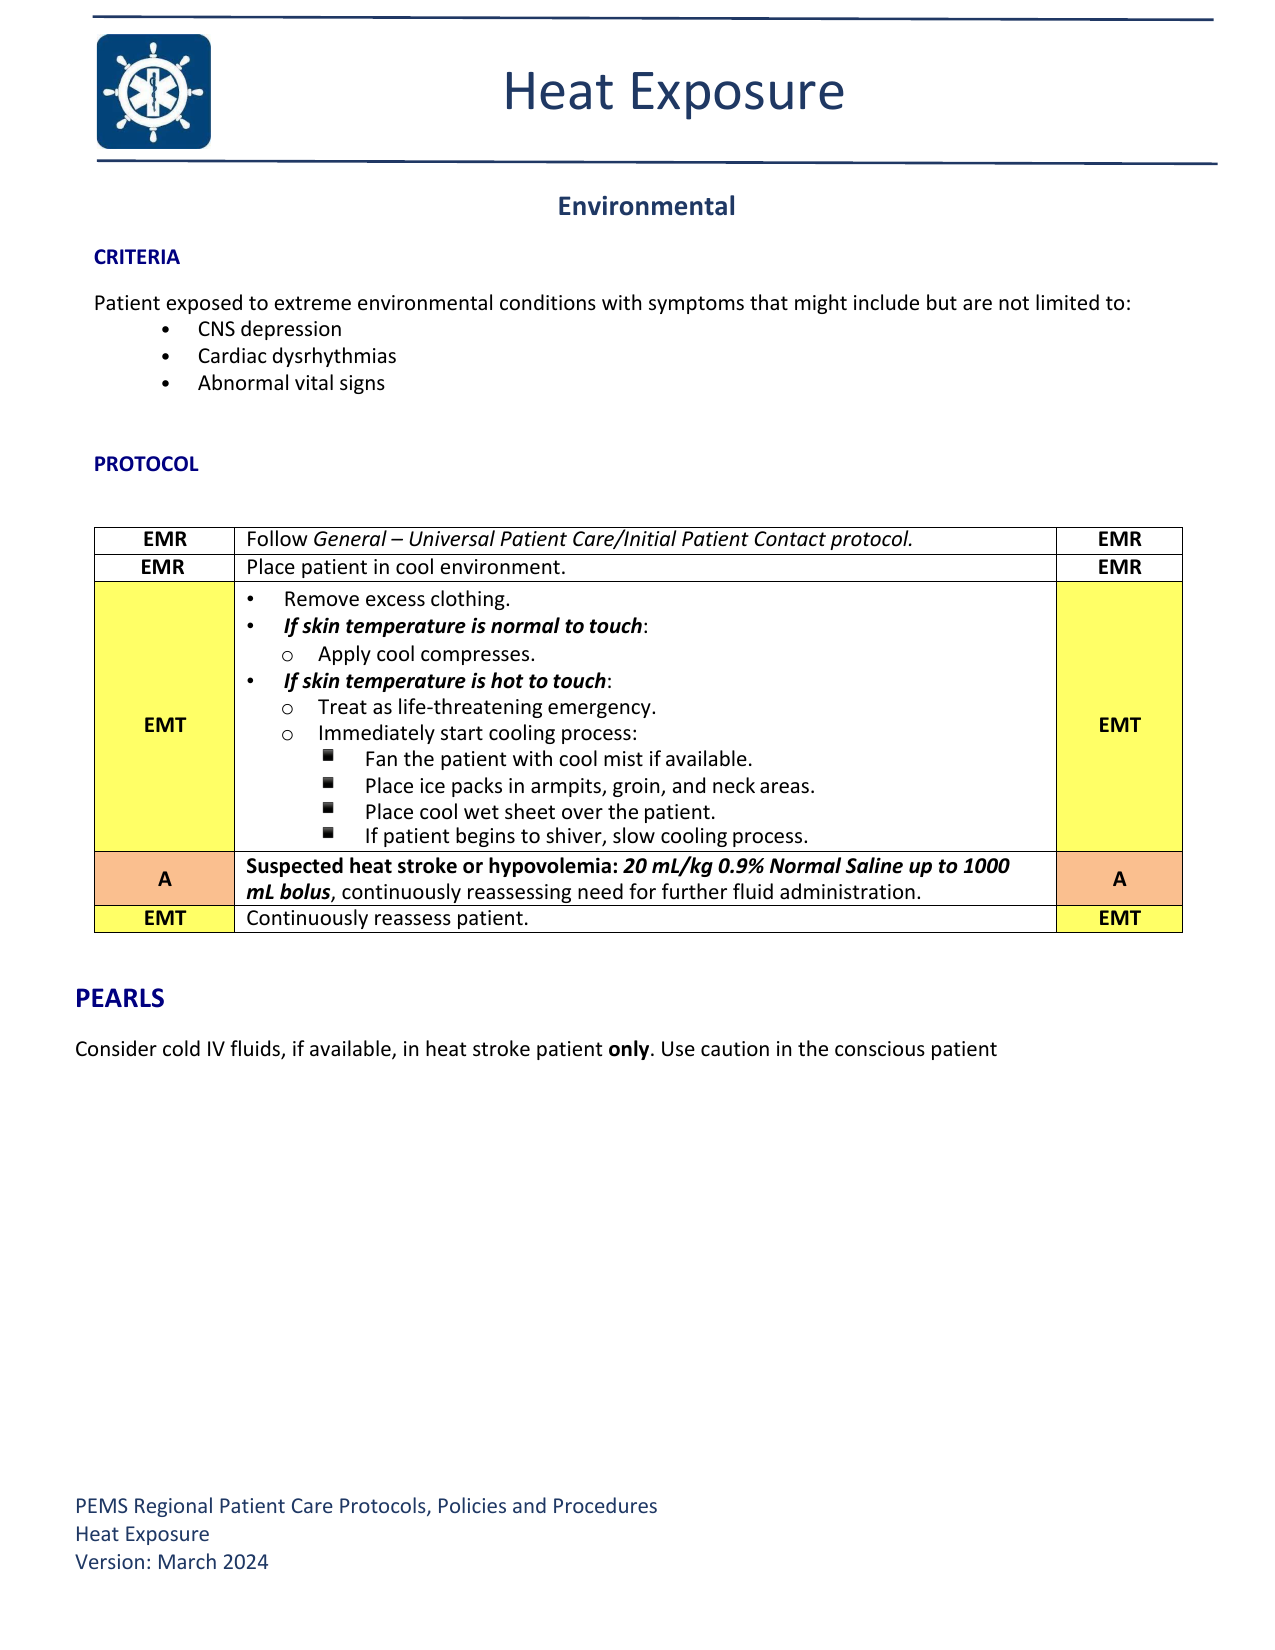 Heat Exposure
Environmental
CRITERIA
Patient exposed to extreme environmental conditions with symptoms that might include but are not limited to:
• CNS depression
• Cardiac dysrhythmias
• Abnormal vital signs
PROTOCOL
EMR Follow General – Universal Patient Care/Initial Patient Contact protocol. EMR
EMR Place patient in cool environment. EMR
• Remove excess clothing.
• If skin temperature is normal to touch:
o Apply cool compresses.
• If skin temperature is hot to touch:
o Treat as life-threatening emergency.
EMT EMT
o Immediately start cooling process:
▪ Fan the patient with cool mist if available.
▪ Place ice packs in armpits, groin, and neck areas.
▪ Place cool wet sheet over the patient.
▪ If patient begins to shiver, slow cooling process.
A Suspected heat stroke or hypovolemia: 20 mL/kg 0.9% Normal Saline up to 1000 A
mL bolus, continuously reassessing need for further fluid administration.
EMT Continuously reassess patient. EMT
PEARLS
Consider cold IV fluids, if available, in heat stroke patient only. Use caution in the conscious patient
PEMS Regional Patient Care Protocols, Policies and Procedures
Heat Exposure
Version: March 2024